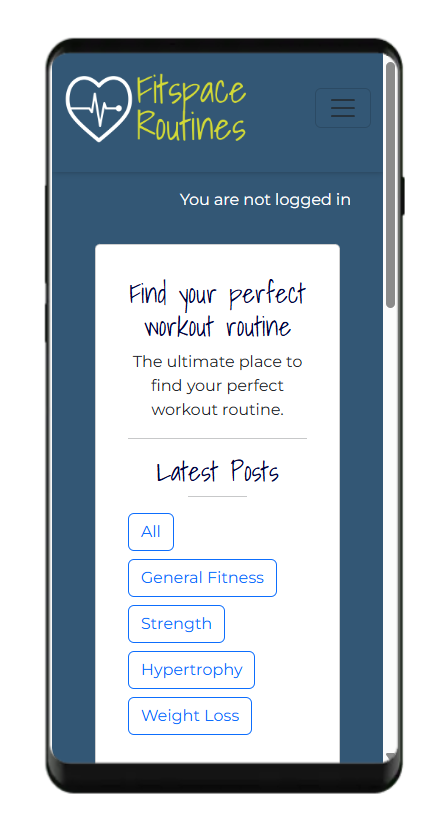 Fitspace
Routines
You are not logged in
Find your perfect
workout routine
The ultimate place to
find your perfect
workout routine.
Latest Posts
All
General Fitness
Strength
Hypertrophy
Weight Loss